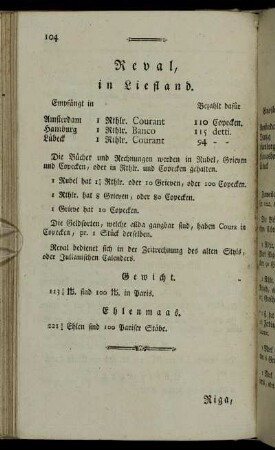 104
Reval,
in Liefland.
Empfängt in Bezahlt dafür
Amsterdam 1 Rthlr. Courant 110 Copecken.
Hamburg 1 Rthlr. Banco 115 detti.
Lübeck 1 Rthlr. Courant 94 - -
Die Bücher und Rechnungen werden in Rubel, Grieven
und Copecken, oder in Rthlr. und Copecken gehalten.
1 Rubel hat 1¼ Rthlr. oder 10 Grieven, oder 100 Copecken.
1 Rthlr. hat 8 Grieven; oder 80 Copecken.
1 Grieve hat 10 Copecken.
Die Geldsorten, welche allda gangbar sind, haben Cours in
Copecken, pr. 1 Stück derselben.
Reval bedienet sich in der Zeitrechnung des alten Styls,
oder Julianischen Calenders.
Gewicht.
113¾ ℔. sind 100 ℔. in Paris.
Ehlenmaas.
221¾ Ehlen sind 100 Pariser Stäbe.
Riga,